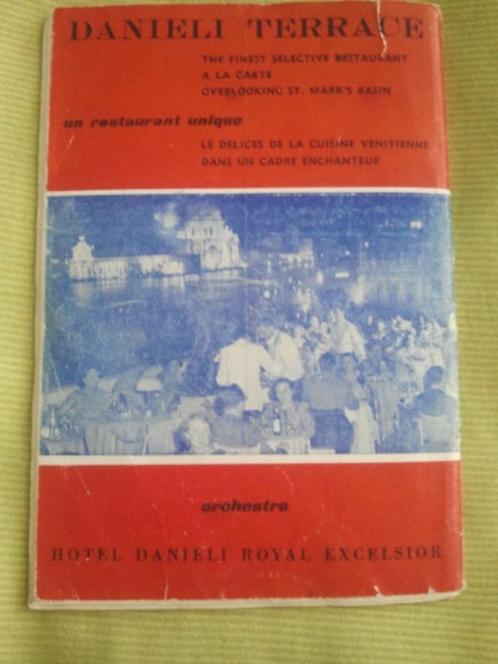 DANIELI TERRACE
THE FINEST SELECTIVE RESTAURANT
A LA CARTE
OVERLOOKING ST. MARK'S BASIN
un restaurant unique
LE DELICES DE LA CUISINE VENITIENNE
DANS UN CADRE ENCHANTEUR
orchestra
HOTEL DANIELI ROYAL EXCELSIOR